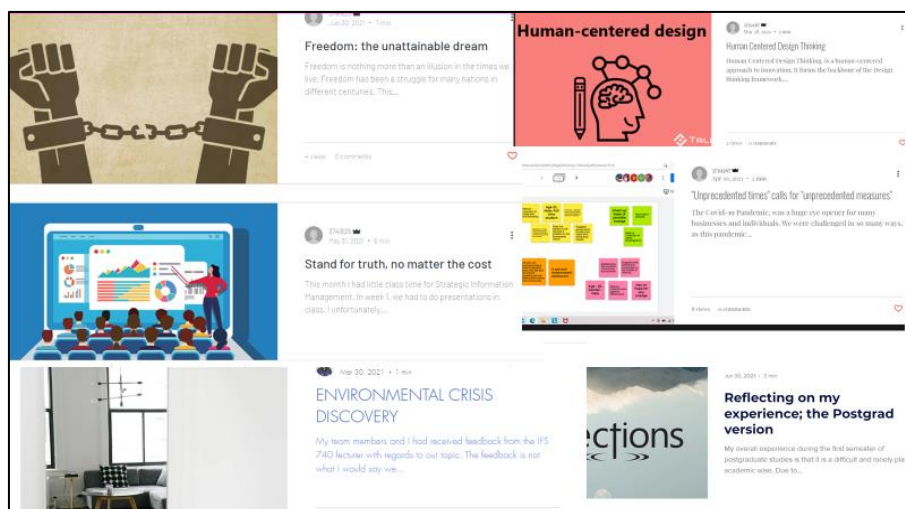 Jun 30, 2021 • 7 min
Freedom: the unattainable dream
Freedom is nothing more than an illusion in the times we
live. Freedom has been a struggle for many nations in
different centuries. This...
4 views 0 comments
May 31, 2021 • 6 min
Stand for truth, no matter the cost
This month I had little class time for Strategic Information
Management. In week 1, we had to do presentations in
class. I unfortunately...
Mar 30, 2021 • 1 min
ENVIRONMENTAL CRISIS
DISCOVERY
My team members and I had received feedback from the IFS
740 lecturer with regards to our topic. The feedback is not
what I would say we...
Human-centered design
Human Centered Design Thinking
Human Centered Design Thinking, is a human-centered
approach to innovation. It forms the backbone of the Design
Thinking framework...
2 views 0 comments
"Unprecedented times" calls for "unprecedented measures"
The Covid-19 Pandemic, was a huge eye opener for many
businesses and individuals. We were challenged in so many ways,
as this pandemic...
8 views 0 comments
ections
Jun 30, 2021 • 3 min
Reflecting on my
experience; the Postgrad
version
My overall experience during the first semester of
postgraduate studies is that it is a difficult and lonely-pla
academic wise. Due to...